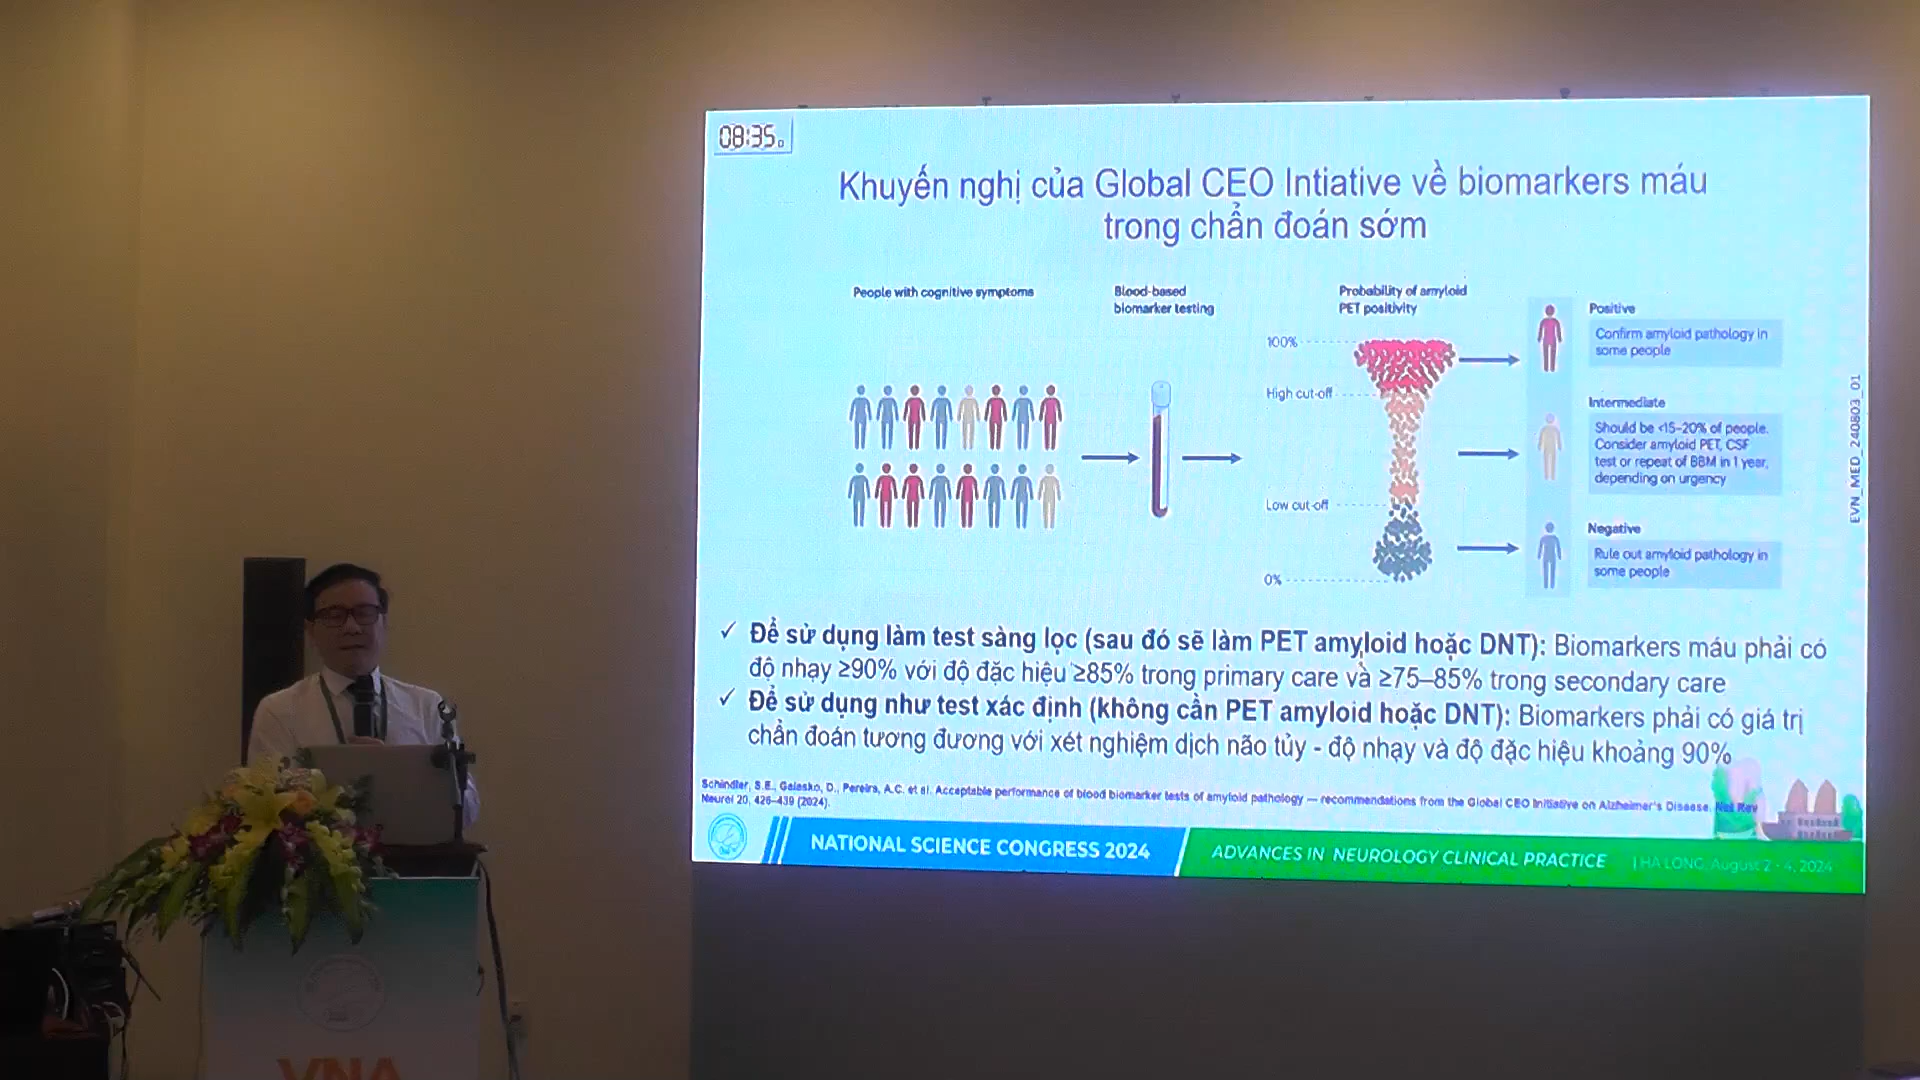 08:35
Khuyến nghị của Global CEO Intiative về biomarkers máu
trong chẩn đoán sớm
People with cognitive symptoms
Blood-based
biomarker testing
Probability of amyloid
PET positivity
100%
High cut-off
Low cut-off
0%
Positive
Confirm amyloid pathology in
some people
Intermediate
Should be <15-20% of people.
Consider amyloid PET, CSF
test or repeat of BBM in 1 year,
depending on urgency
Negative
Rule out amyloid pathology in
some people
EVN_MED_240803_01
✓ Để sử dụng làm test sàng lọc (sau đó sẽ làm PET amyloid hoặc DNT): Biomarkers máu phải có
độ nhạy ≥90% với độ đặc hiệu ≥85% trong primary care và ≥75–85% trong secondary care
✓ Để sử dụng như test xác định (không cần PET amyloid hoặc DNT): Biomarkers phải có giá trị
chẩn đoán tương đương với xét nghiệm dịch não tủy - độ nhạy và độ đặc hiệu khoảng 90%
Schindler, S.E., Galasko, D., Pereira, A.C. et al. Acceptable performance of blood biomarker tests of amyloid pathology — recommendations from the Global CEO Initiative on Alzheimer's Disease. Nat Rev
Neurol 20, 426–439 (2024).
NATIONAL SCIENCE CONGRESS 2024
ADVANCES IN NEUROLOGY CLINICAL PRACTICE
| HA LONG, August 2 - 4, 2024
VNA